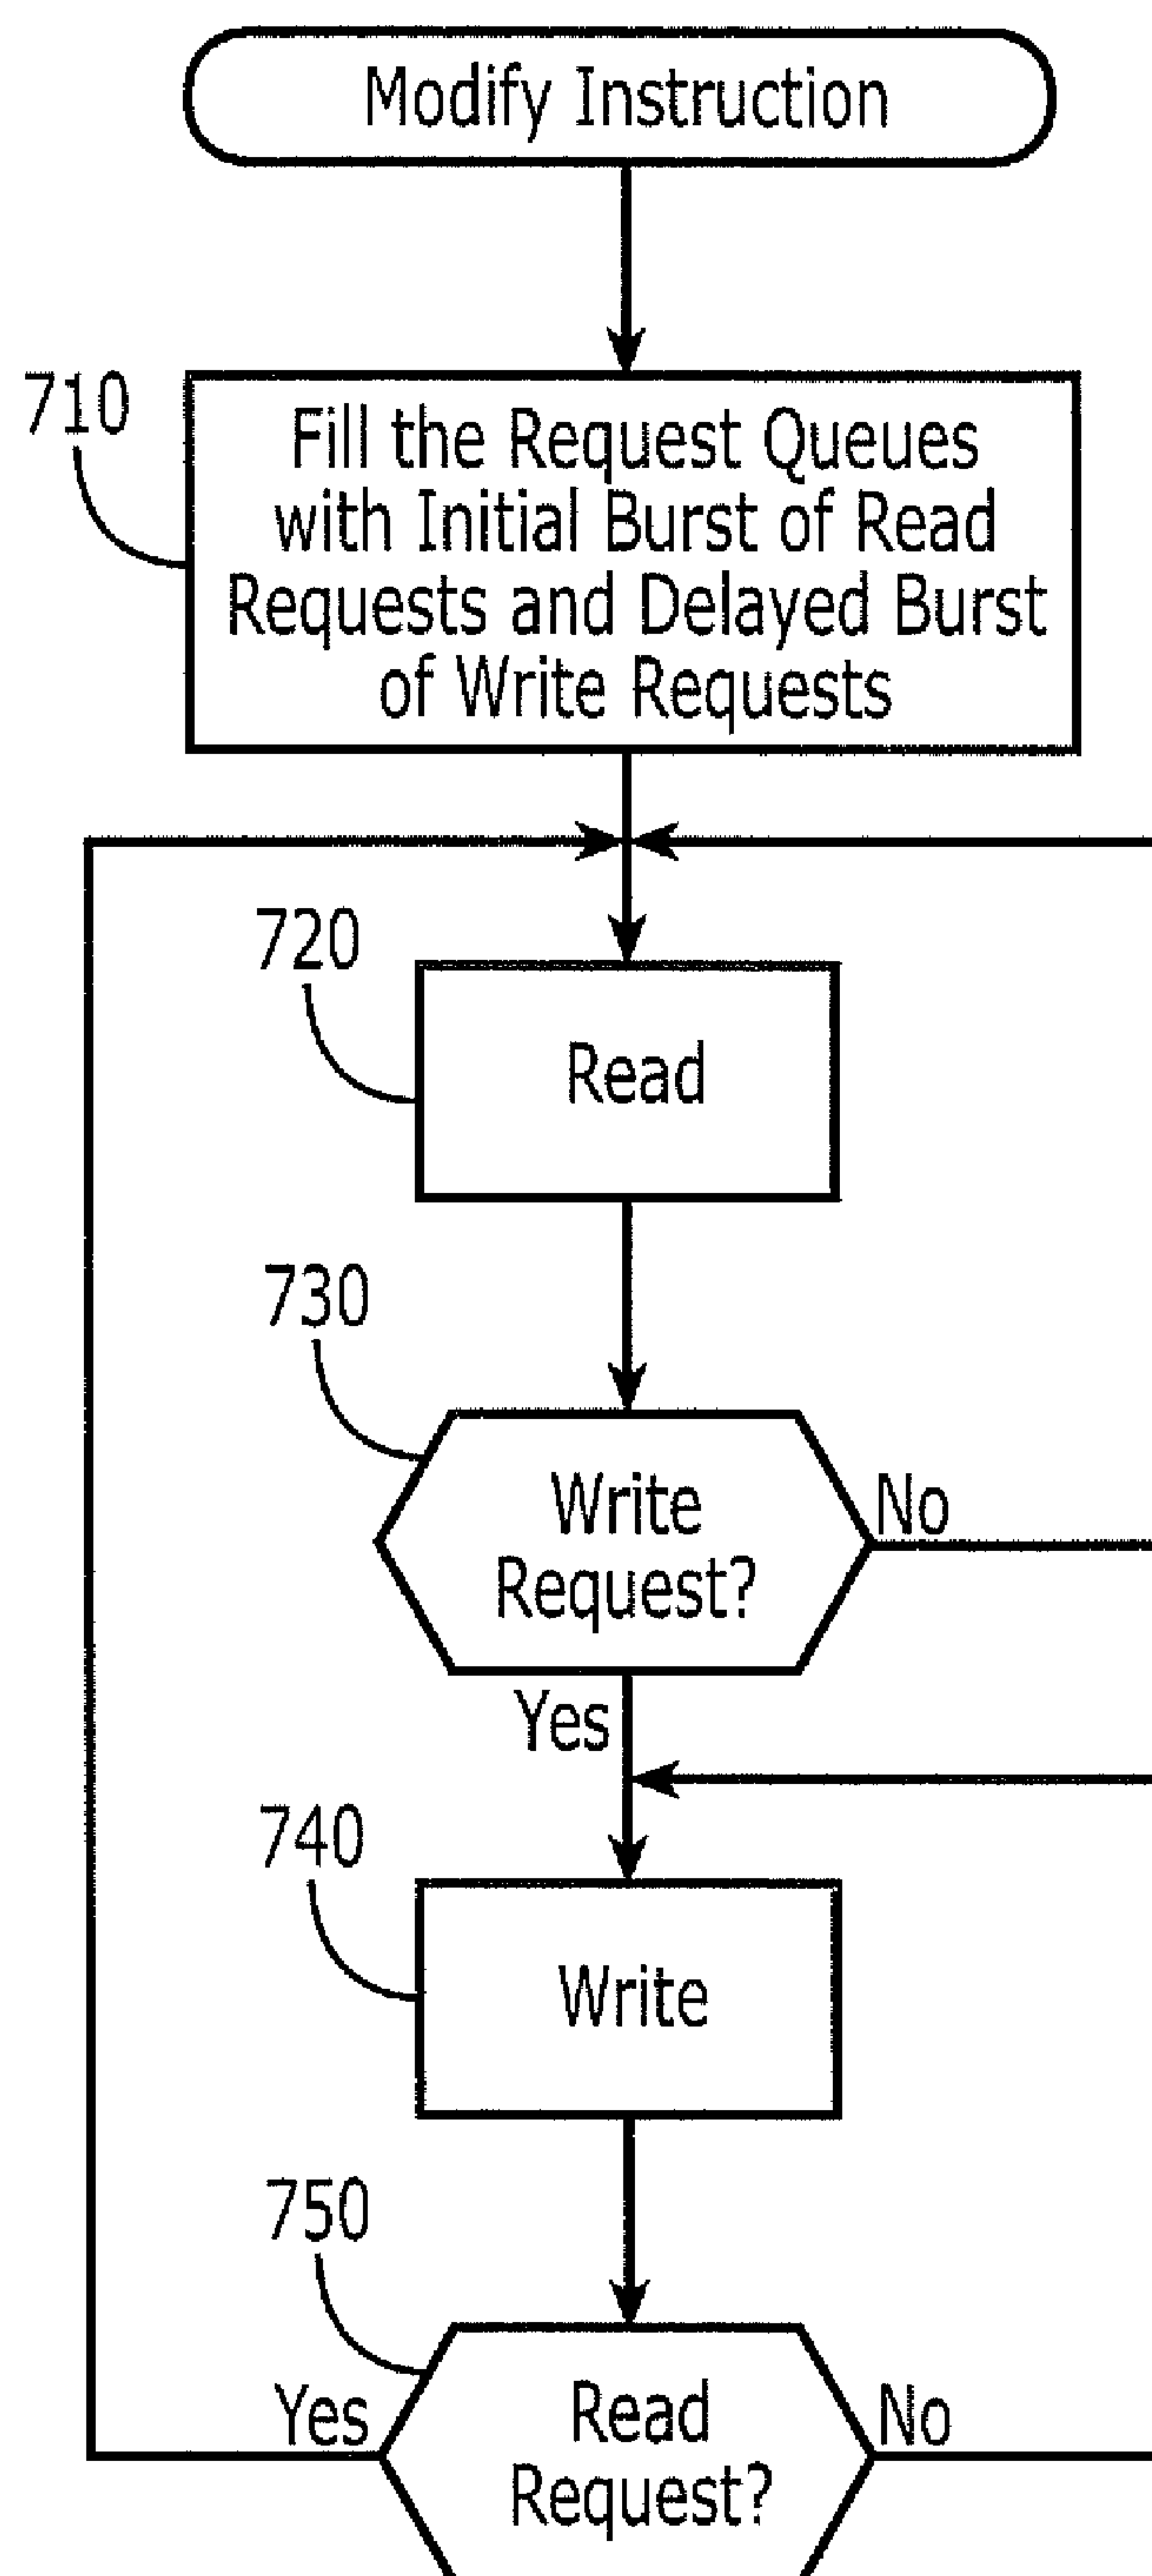 Modify Instruction
710
Fill the Request Queues
with Initial Burst of Read
Requests and Delayed Burst
of Write Requests
720
Read
730
Write
Request?
No
Yes
740
Write
750
Yes
Read
Request?
No